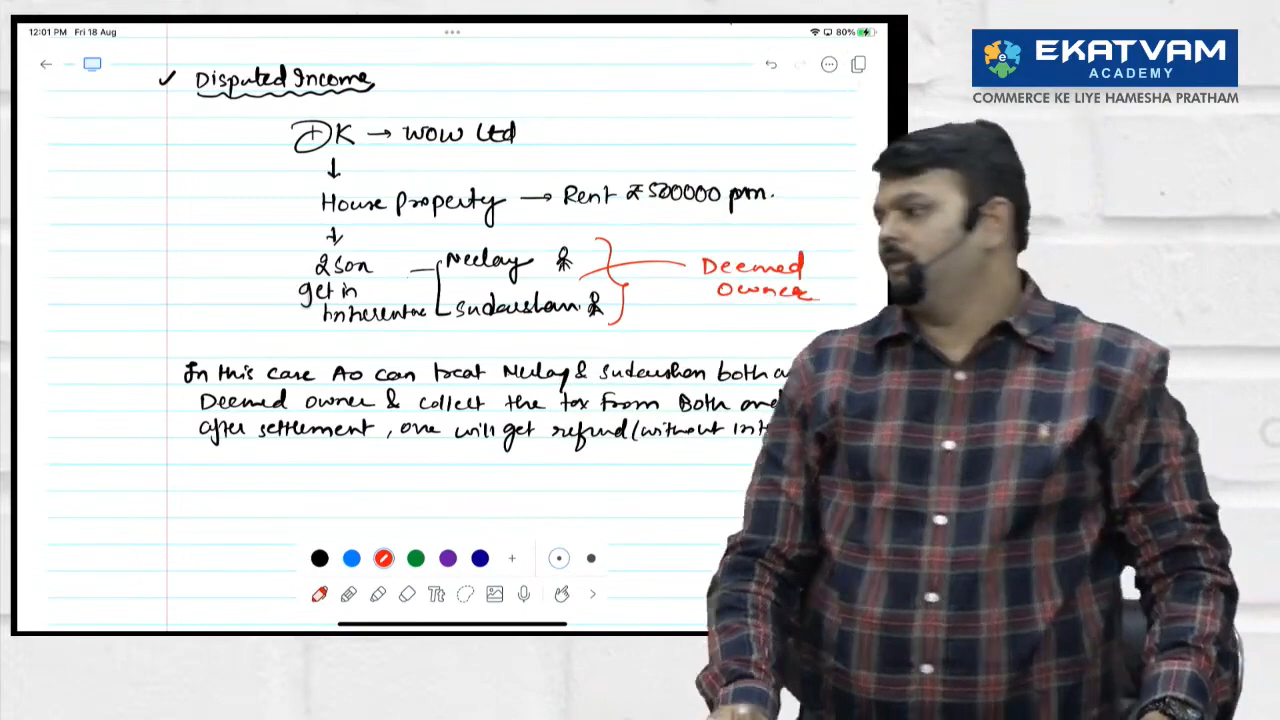 12:01 PM Fri 18 Aug
80%
EKATVAM
ACADEMY
COMMERCE KE LIYE HAMESHA PRATHAM
✓ Disputed Income
DK → WOW Ltd
↓
House Property → Rent ₹ 500000 pm.
↓
2 son
get in
Neelay
Sudarshan
Deemed
Owner
In this case AO can treat Neelay & Sudarshan both
Deemed owner & collect the tax from Both and
after settlement, one will get refund (without
Tt